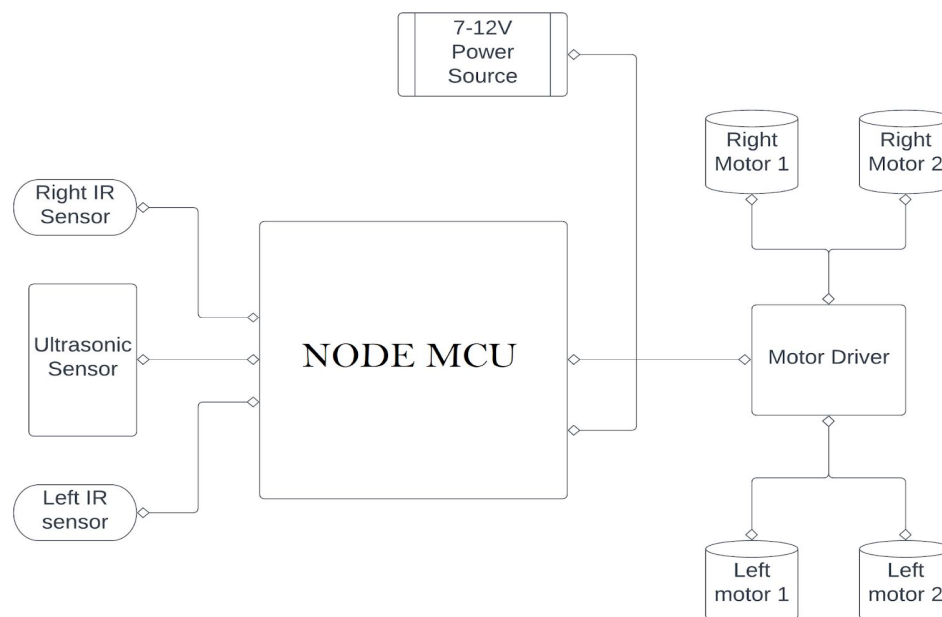 7-12V
Power
Source
Right
Motor 1
Right
Motor 2
Right IR
Sensor
Ultrasonic
Sensor
NODE MCU
Motor Driver
Left IR
sensor
Left
motor 1
Left
motor 2